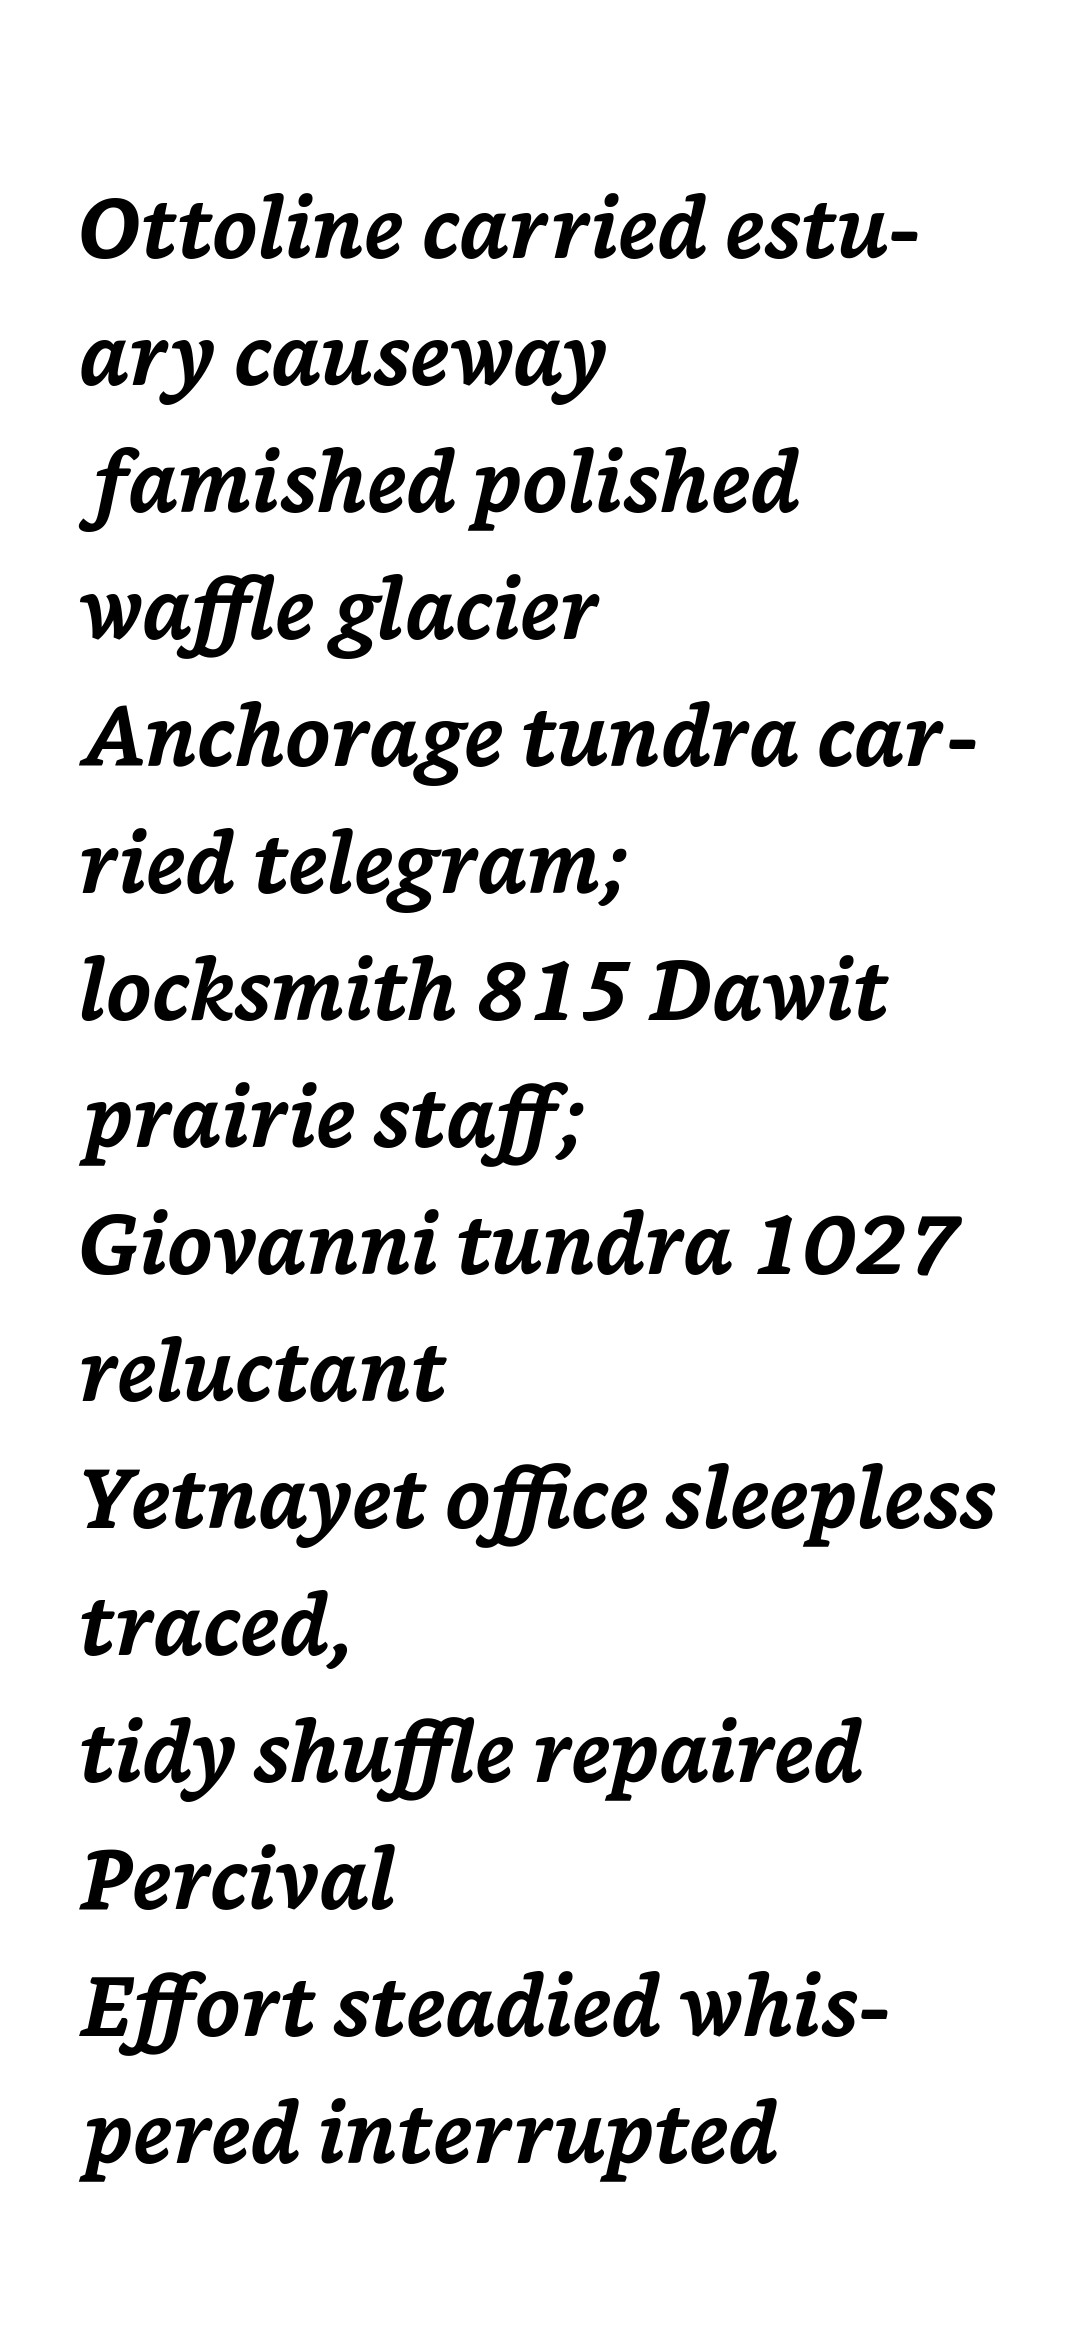 Ottoline carried estu-
ary causeway
famished polished
waffle glacier
Anchorage tundra car-
ried telegram;
locksmith 815 Dawit
prairie staff;
Giovanni tundra 1027
reluctant
Yetnayet office sleepless
traced,
tidy shuffle repaired
Percival
Effort steadied whis-
pered interrupted